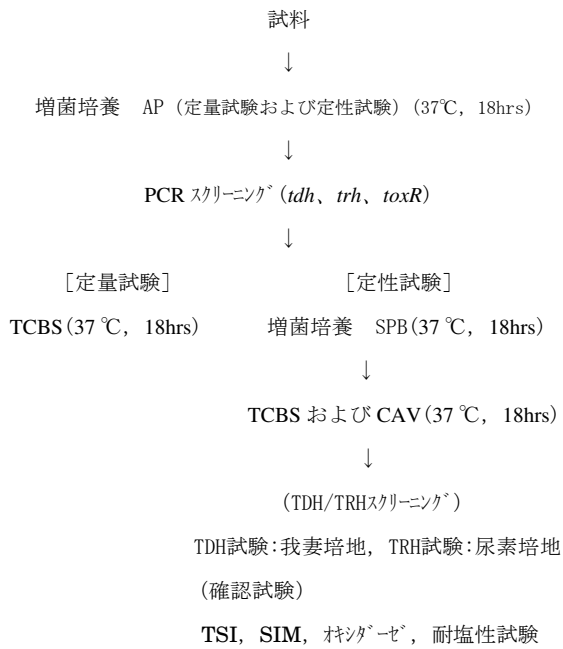 試料
↓
増菌培養　AP（定量試験および定性試験）(37℃, 18hrs)
↓
PCR ｽｸﾘｰﾆﾝｸﾞ(tdh、trh、toxR)
↓
［定量試験］　［定性試験］
TCBS(37 ℃, 18hrs)　増菌培養　SPB(37 ℃, 18hrs)
↓
TCBS および CAV(37 ℃, 18hrs)
↓
(TDH/TRHｽｸﾘｰﾆﾝｸﾞ)
TDH試験:我妻培地, TRH試験:尿素培地
(確認試験)
TSI, SIM, ｵｷｼﾀﾞｰｾﾞ, 耐塩性試験